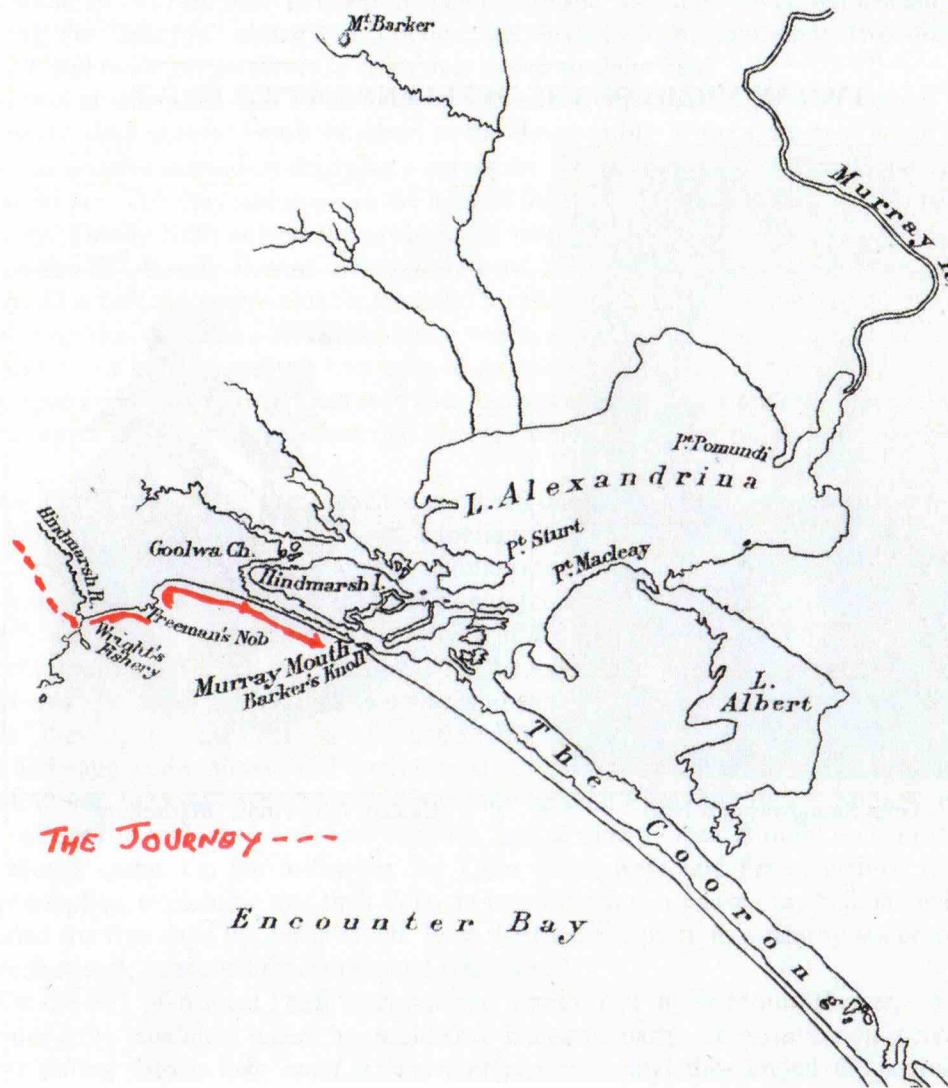 Mt. Barker
Murray R.
Pt. Pomundi
L. Alexandrina
Pt. Sturt
Pt. Macleay
Hindmarsh R.
Goolwa Ch.
Hindmarsh I.
Freeman's Nob
Wright's
Fishery
Murray Mouth
Barker's Knoll
L.
Albert
The Coorong
THE JOURNEY ----
Encounter Bay